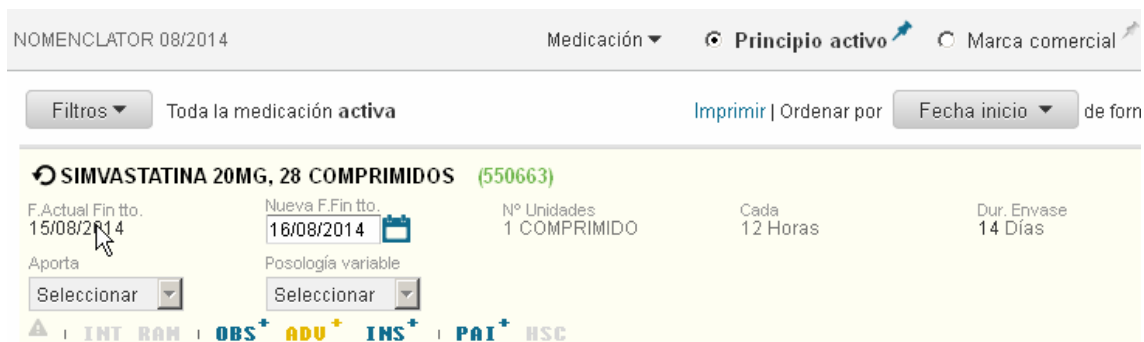 NOMENCLATOR 08/2014 Medicación Principio activo Marca comercial
Filtros Toda la medicación activa Imprimir | Ordenar por Fecha inicio de forn
SIMVASTATINA 20MG, 28 COMPRIMIDOS (550663)
F.Actual Fin tto. Nueva F.Fin tto. Nº Unidades Cada Dur. Envase
15/08/2014 16/08/2014 1 COMPRIMIDO 12 Horas 14 Días
Aporta Posología variable
Seleccionar Seleccionar
INT RAM OBS+ ADV+ INS+ PAI+ HSC